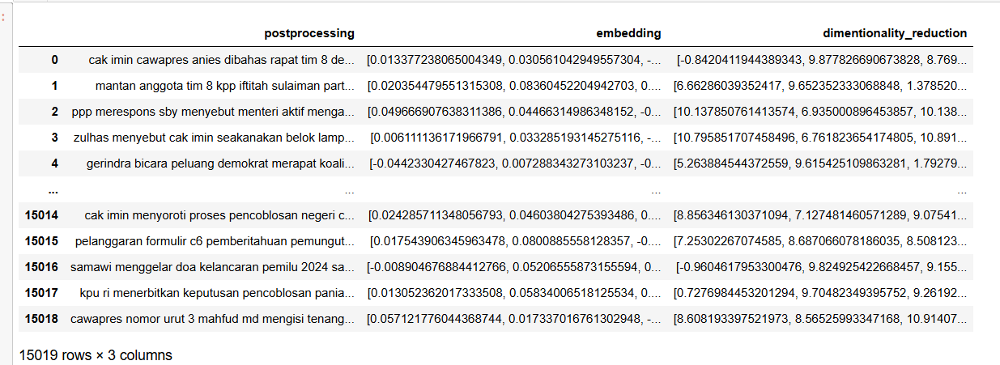 :
postprocessing embedding dimentionality_reduction
0 cak imin cawapres anies dibahas rapat tim 8 de... [0.013377238065004349, 0.030561042949557304, -... [-0.8420411944389343, 9.877826690673828, 8.769...
1 mantan anggota tim 8 kpp iftitah sulaiman part... [0.020354479551315308, 0.08360452204942703, 0.... [6.66286039352417, 9.652352333068848, 1.378520...
2 ppp merespons sby menyebut menteri aktif menga... [0.049666907638311386, 0.04466314986348152, -0... [10.137850761413574, 6.935000896453857, 10.138...
3 zulhas menyebut cak imin seakanakan belok lamp... [0.006111136171966791, 0.033285193145275116, -... [10.795851707458496, 6.761823654174805, 10.891...
4 gerindra bicara peluang demokrat merapat koali... [-0.0442330427467823, 0.007288343273103237, -0... [5.263884544372559, 9.615425109863281, 1.79279...
... ... ... ...
15014 cak imin menyoroti proses pencoblosan negeri c... [0.024285711348056793, 0.04603804275393486, 0.... [8.856346130371094, 7.127481460571289, 9.07541...
15015 pelanggaran formulir c6 pemberitahuan pemungut... [0.017543906345963478, 0.0800885558128357, -0.... [7.25302267074585, 8.687066078186035, 8.508123...
15016 samawi menggelar doa kelancaran pemilu 2024 sa... [-0.008904676884412766, 0.05206555873155594, 0... [-0.9604617953300476, 9.824925422668457, 9.155...
15017 kpu ri menerbitkan keputusan pencoblosan pania... [0.013052362017333508, 0.05834006518125534, 0.... [0.7276984453201294, 9.70482349395752, 9.26192...
15018 cawapres nomor urut 3 mahfud md mengisi tenang... [0.057121776044368744, 0.017337016761302948, -... [8.608193397521973, 8.56525993347168, 10.91407...
15019 rows × 3 columns